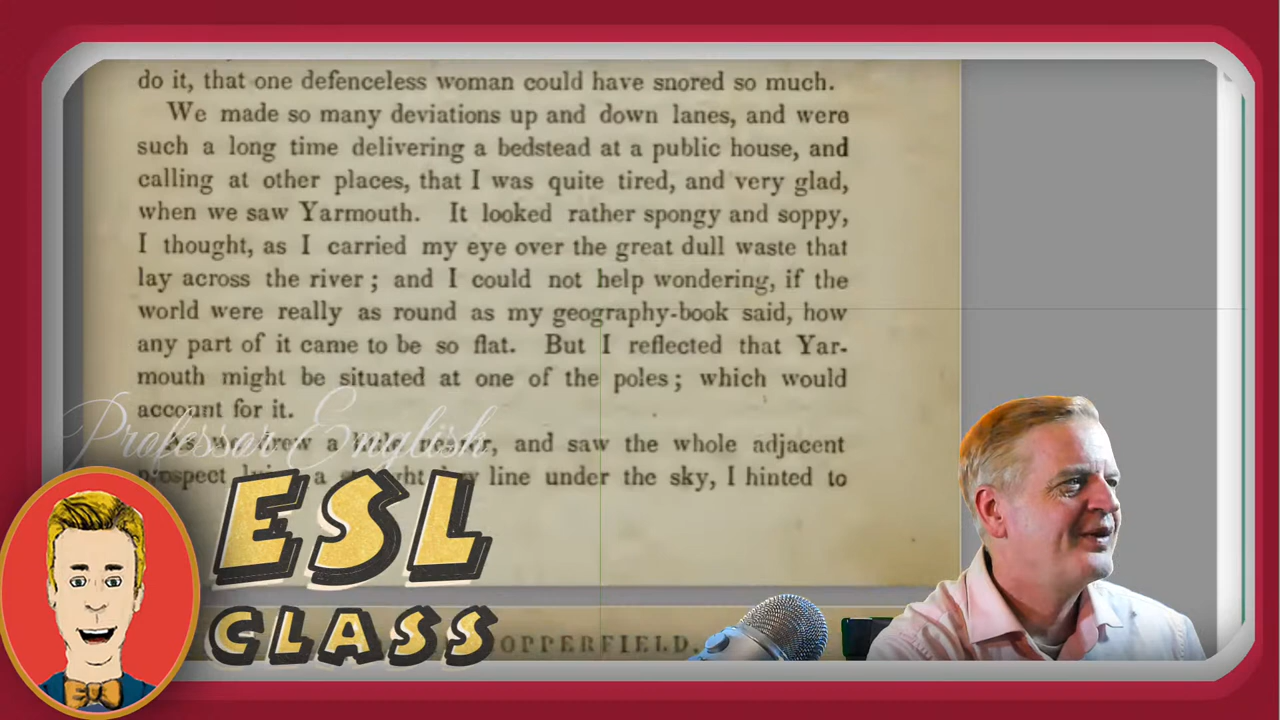 do it, that one defenceless woman could have snored so much.
We made so many deviations up and down lanes, and were
such a long time delivering a bedstead at a public house, and
calling at other places, that I was quite tired, and very glad,
when we saw Yarmouth. It looked rather spongy and soppy,
I thought, as I carried my eye over the great dull waste that
lay across the river; and I could not help wondering, if the
world were really as round as my geography-book said, how
any part of it came to be so flat. But I reflected that Yar-
mouth might be situated at one of the poles; which would
account for it.
As we drew a little nearer, and saw the whole adjacent
prospect a line under the sky, I hinted to
Professor English
ESL
CLASS
OPPERFIELD.